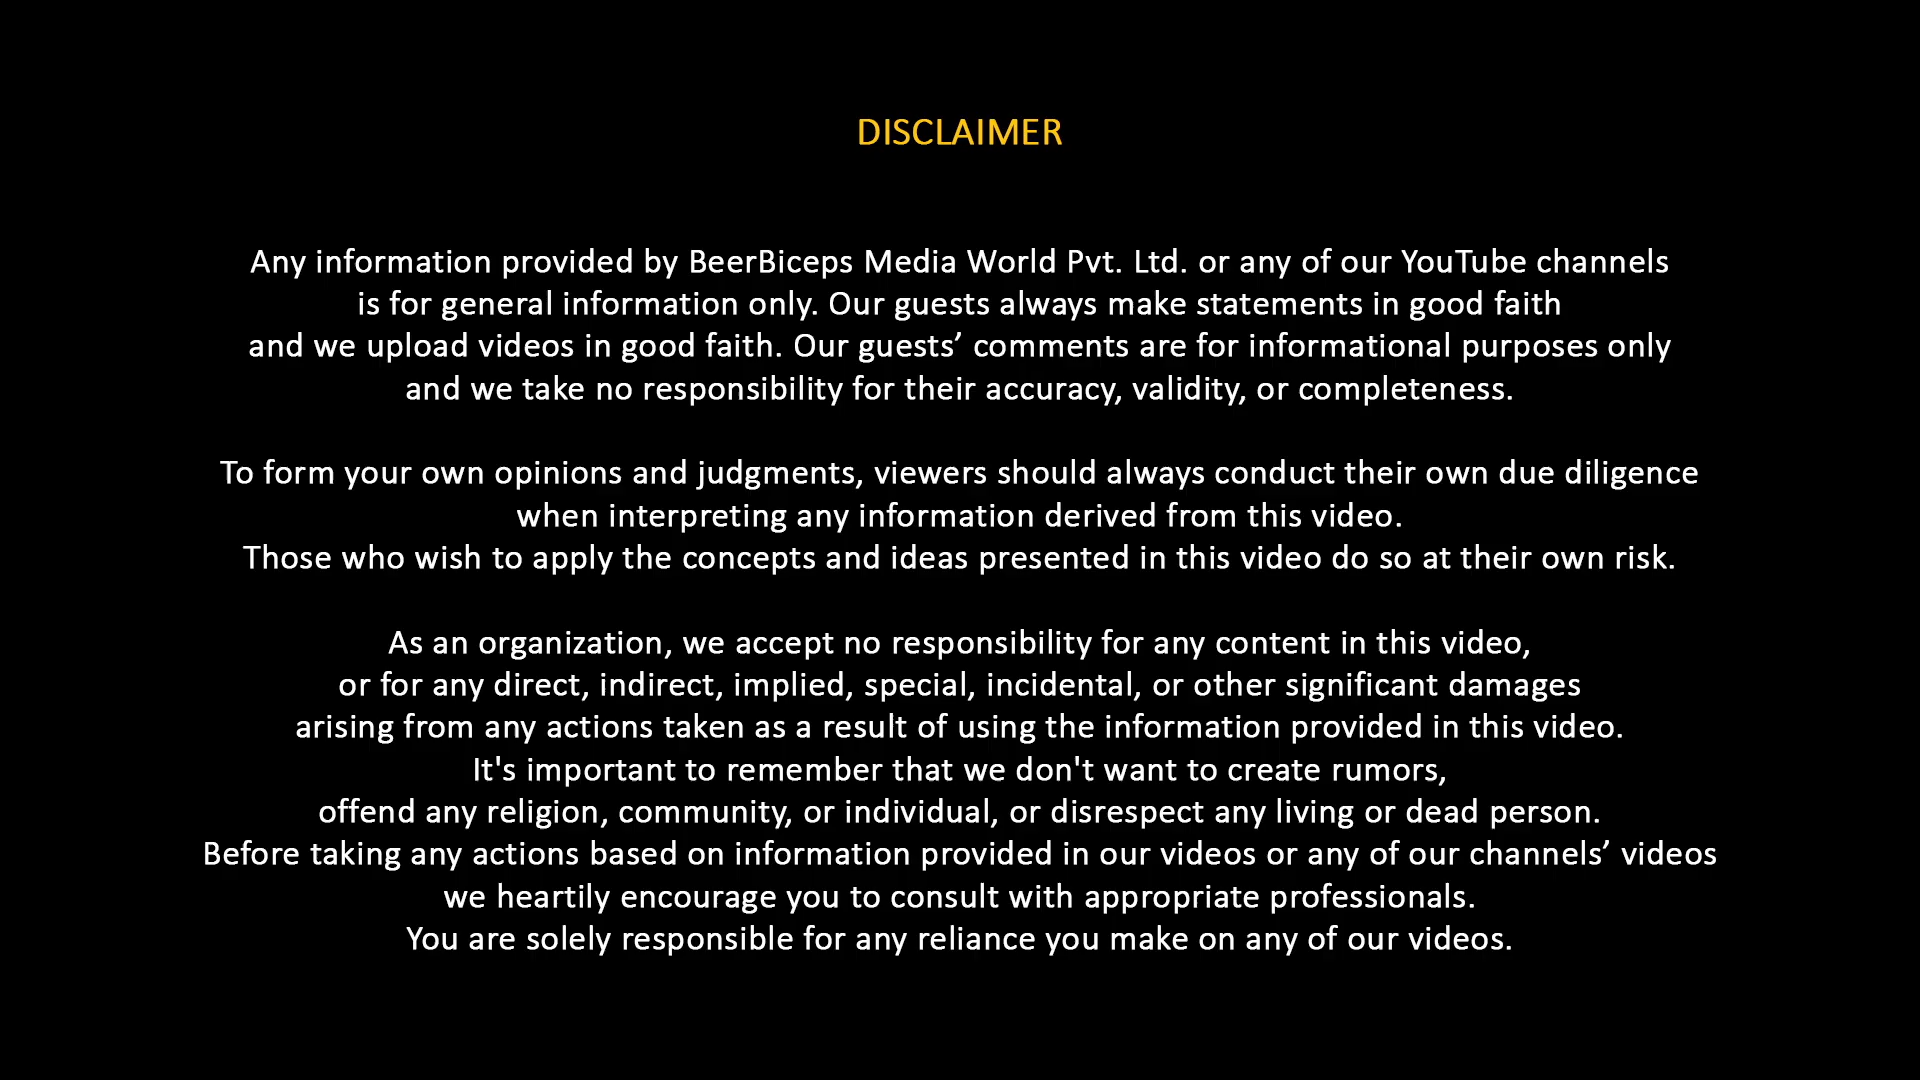 DISCLAIMER
Any information provided by BeerBiceps Media World Pvt. Ltd. or any of our YouTube channels
is for general information only. Our guests always make statements in good faith
and we upload videos in good faith. Our guests’ comments are for informational purposes only
and we take no responsibility for their accuracy, validity, or completeness.
To form your own opinions and judgments, viewers should always conduct their own due diligence
when interpreting any information derived from this video.
Those who wish to apply the concepts and ideas presented in this video do so at their own risk.
As an organization, we accept no responsibility for any content in this video,
or for any direct, indirect, implied, special, incidental, or other significant damages
arising from any actions taken as a result of using the information provided in this video.
It's important to remember that we don't want to create rumors,
offend any religion, community, or individual, or disrespect any living or dead person.
Before taking any actions based on information provided in our videos or any of our channels’ videos
we heartily encourage you to consult with appropriate professionals.
You are solely responsible for any reliance you make on any of our videos.